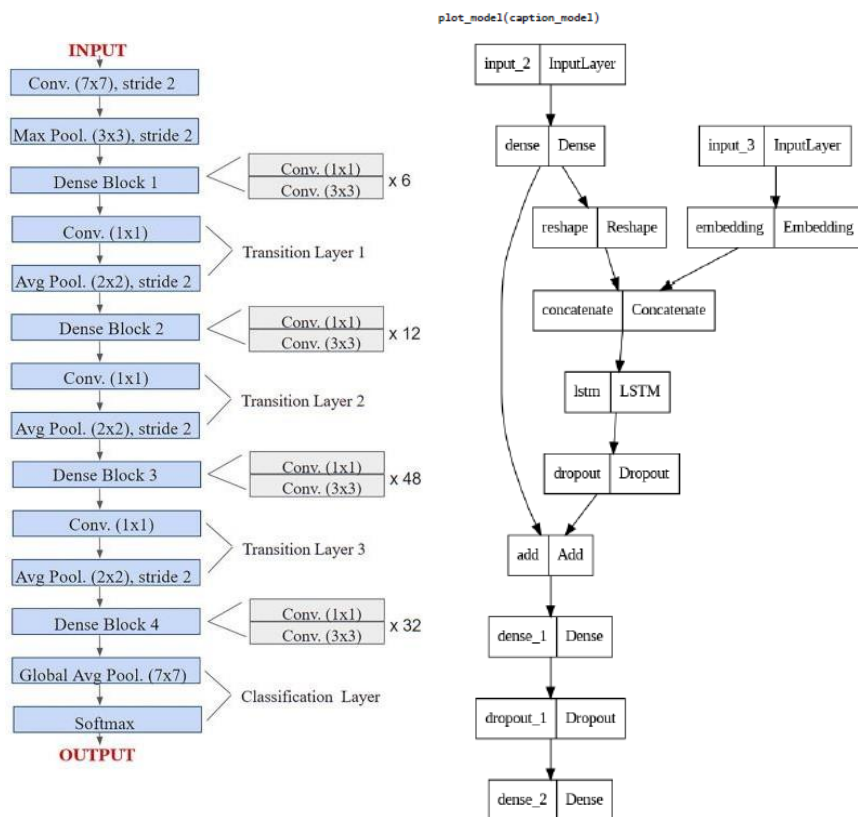 INPUT
Conv. (7x7), stride 2
Max Pool. (3x3), stride 2
Dense Block 1
Conv. (1x1)
Conv. (3x3)
x 6
Conv. (1x1)
Avg Pool. (2x2), stride 2
Transition Layer 1
Dense Block 2
Conv. (1x1)
Conv. (3x3)
x 12
Conv. (1x1)
Avg Pool. (2x2), stride 2
Transition Layer 2
Dense Block 3
Conv. (1x1)
Conv. (3x3)
x 48
Conv. (1x1)
Avg Pool. (2x2), stride 2
Transition Layer 3
Dense Block 4
Conv. (1x1)
Conv. (3x3)
x 32
Global Avg Pool. (7x7)
Softmax
Classification Layer
OUTPUT
plot_model(caption_model)
input_2 InputLayer
dense Dense
input_3 InputLayer
reshape Reshape
embedding Embedding
concatenate Concatenate
lstm LSTM
dropout Dropout
add Add
dense_1 Dense
dropout_1 Dropout
dense_2 Dense